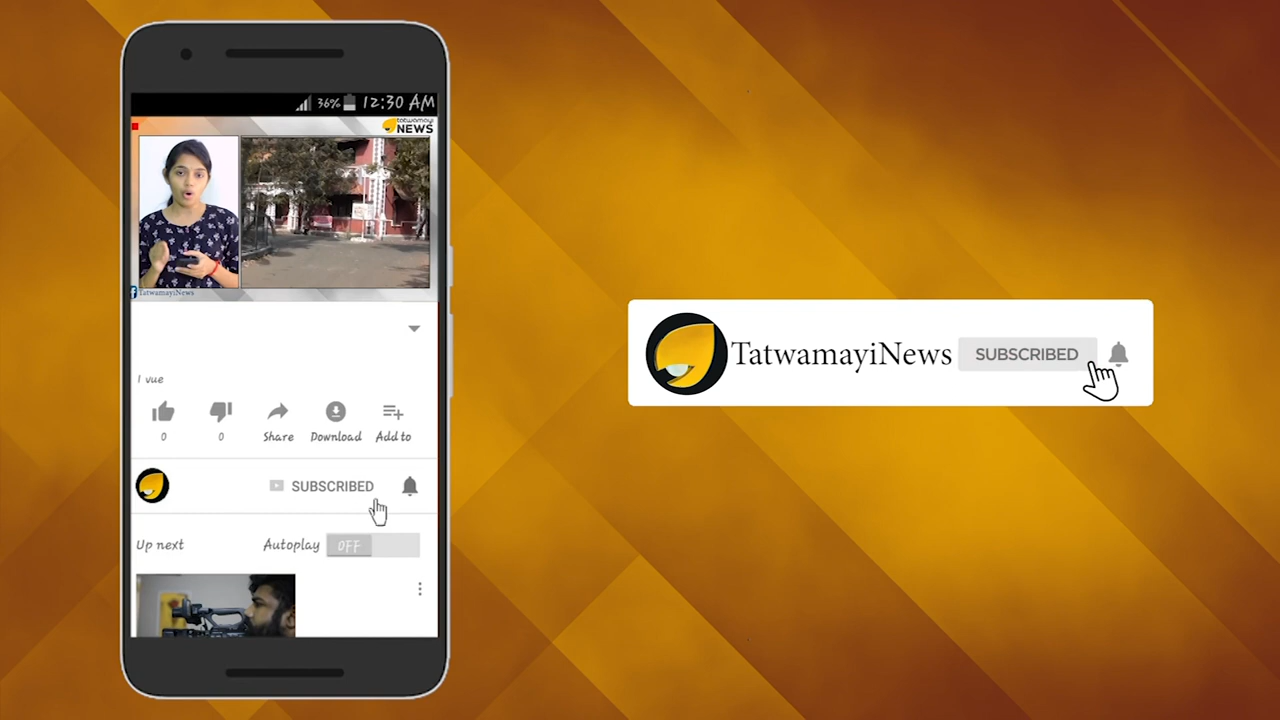 36% 12:30 AM
tatwamayi
NEWS
TatwamayiNews
1 vue
0 0 Share Download Add to
SUBSCRIBED
Up next Autoplay OFF
TatwamayiNews SUBSCRIBED